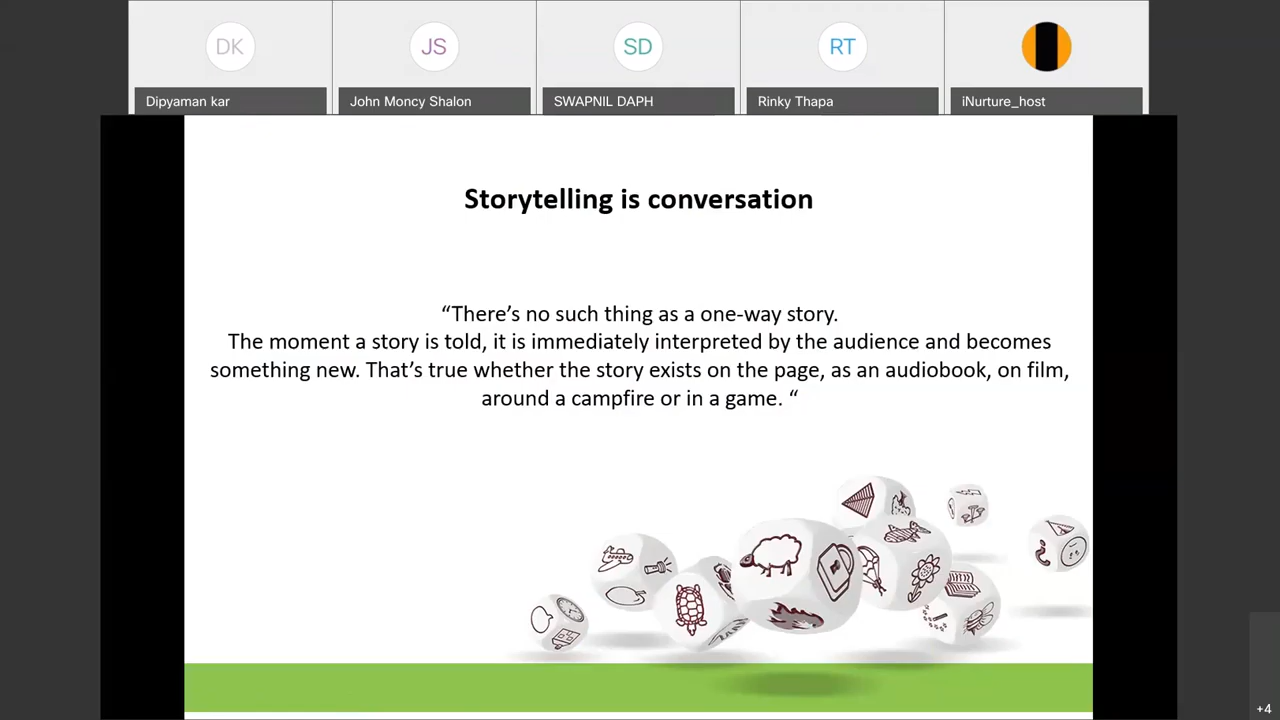 DK
JS
SD
RT
Dipyaman kar
John Moncy Shalon
SWAPNIL DAPH
Rinky Thapa
iNurture_host
Storytelling is conversation
“There’s no such thing as a one-way story.
The moment a story is told, it is immediately interpreted by the audience and becomes
something new. That’s true whether the story exists on the page, as an audiobook, on film,
around a campfire or in a game. “
+4